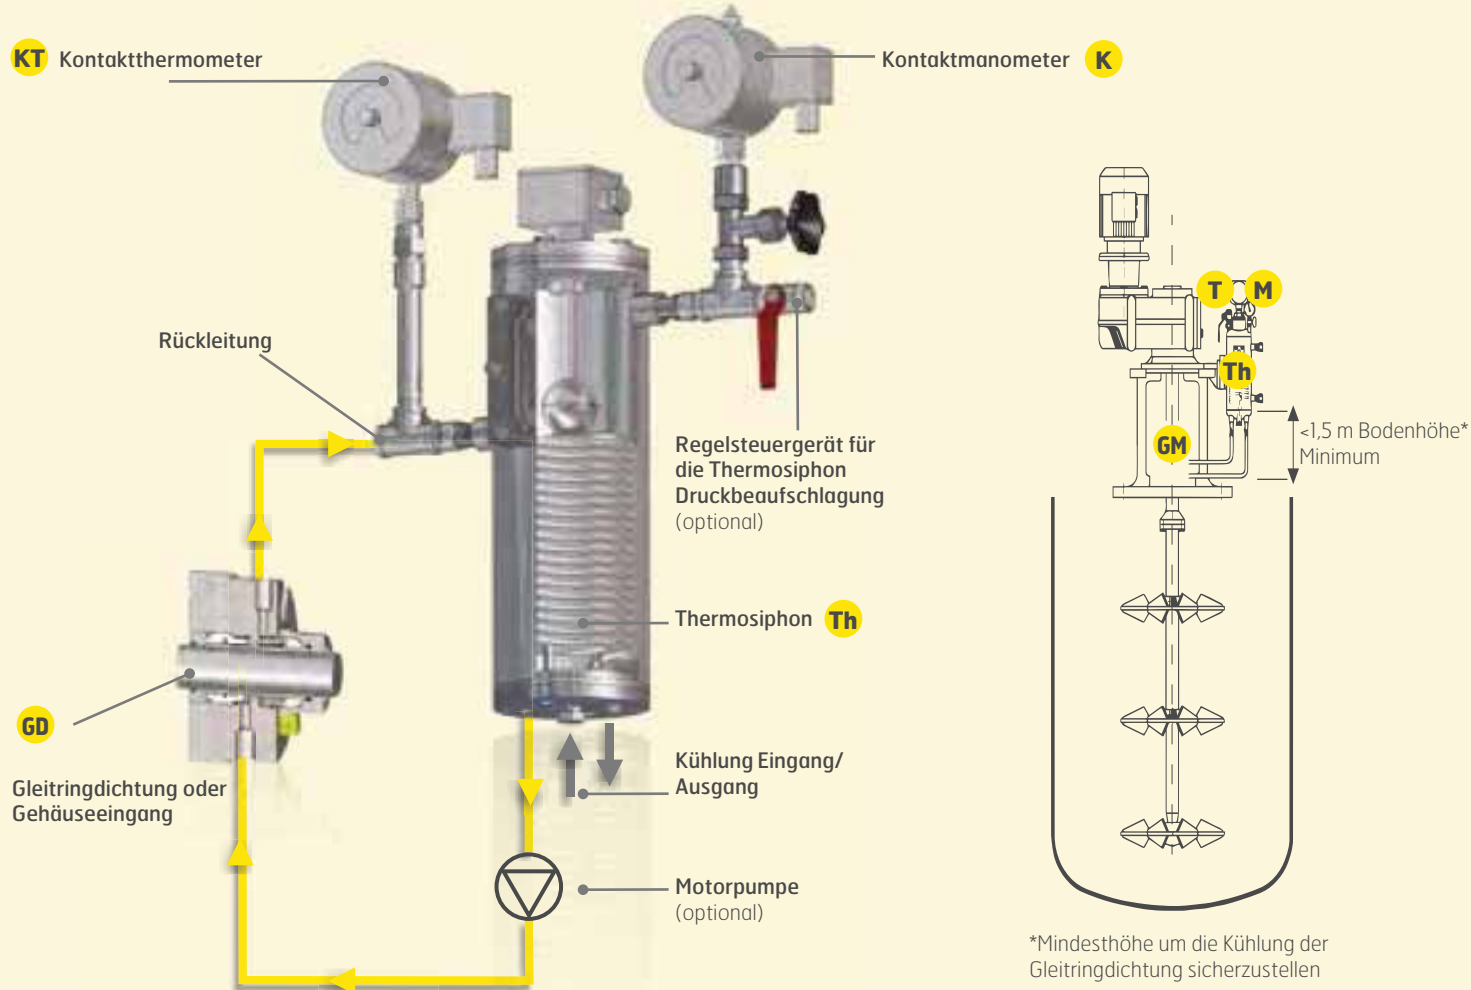 KT Kontaktthermometer
Kontaktmanometer K
Rückleitung
Regelsteuergerät für
die Thermosiphon
Druckbeaufschlagung
(optional)
Thermosiphon Th
GD
Gleitringdichtung oder
Gehäuseeingang
Kühlung Eingang/
Ausgang
Motorpumpe
(optional)
T M
Th
GM
<1,5 m Bodenhöhe*
Minimum
*Mindesthöhe um die Kühlung der
Gleitringdichtung sicherzustellen